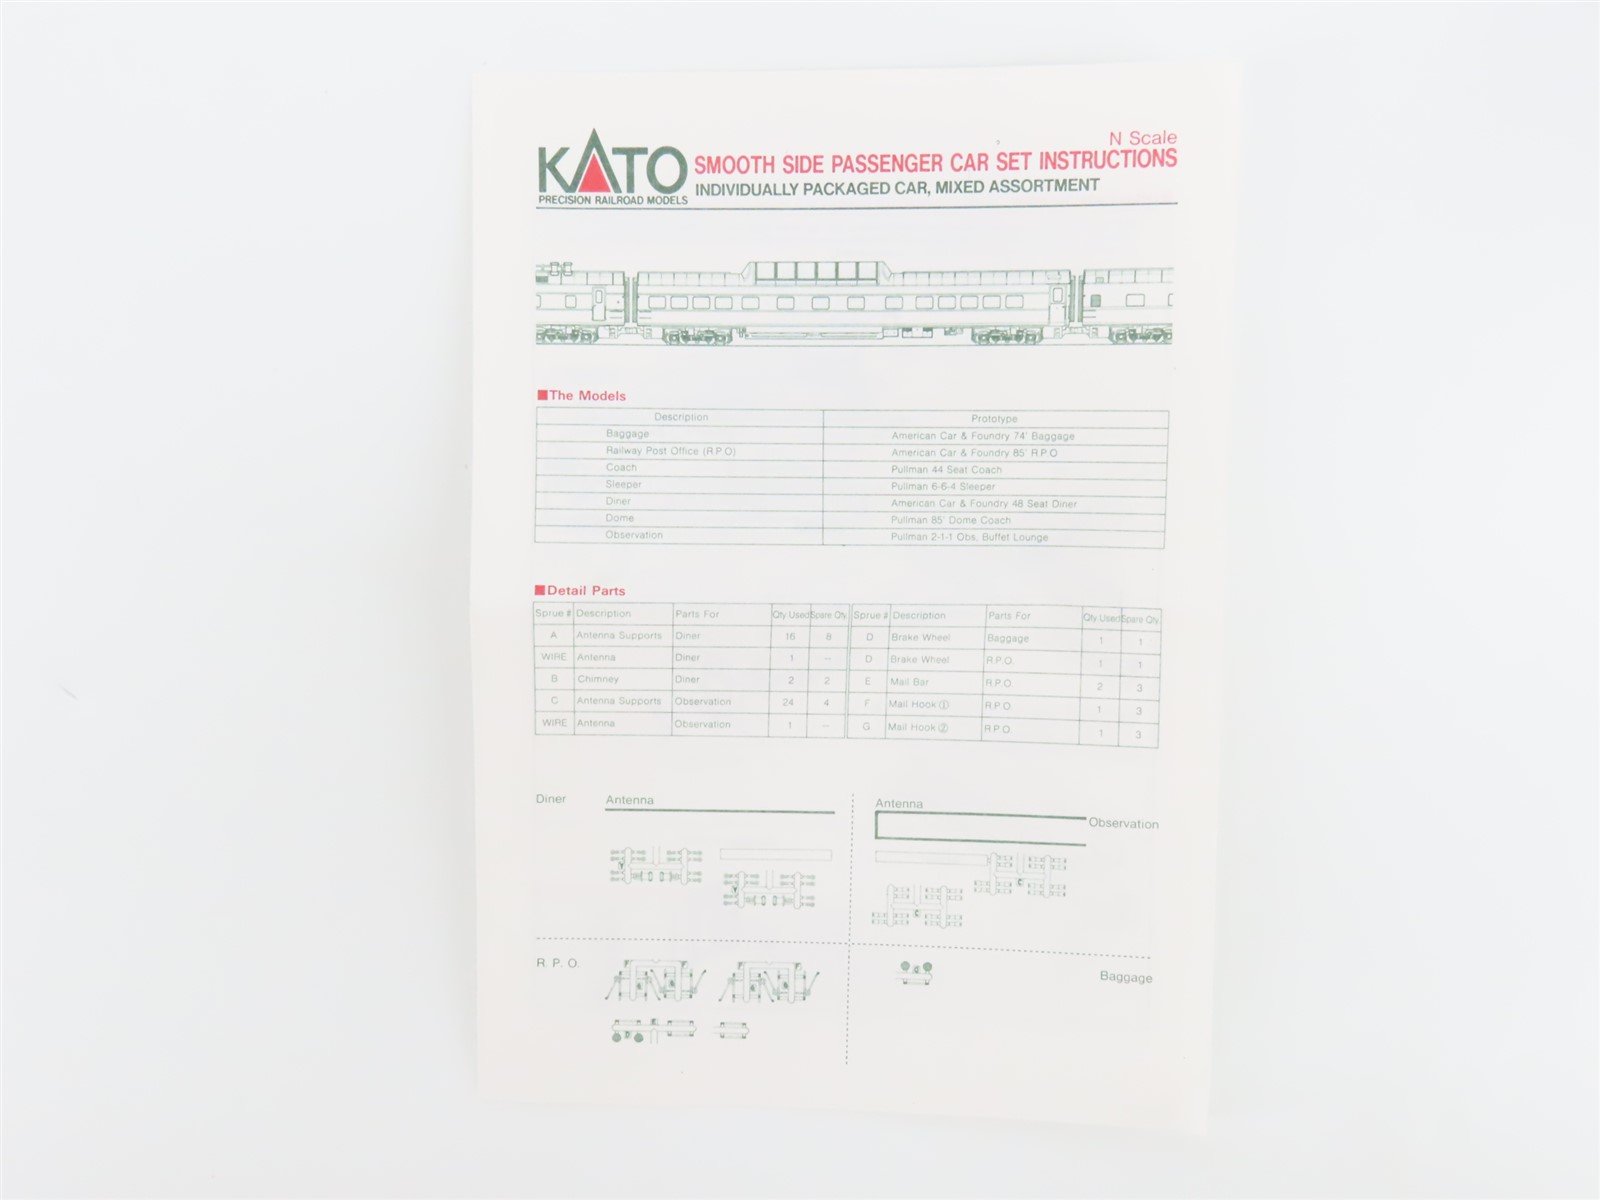 KATO
PRECISION RAILROAD MODELS
N Scale
SMOOTH SIDE PASSENGER CAR SET INSTRUCTIONS
INDIVIDUALLY PACKAGED CAR, MIXED ASSORTMENT
■The Models
Description Prototype
Baggage American Car & Foundry 74' Baggage
Railway Post Office (R.P.O) American Car & Foundry 85' R.P.O
Coach Pullman 44 Seat Coach
Sleeper Pullman 6-6-4 Sleeper
Diner American Car & Foundry 48 Seat Diner
Dome Pullman 85' Dome Coach
Observation Pullman 2-1-1 Obs. Buffet Lounge
■Detail Parts
Sprue # Description Parts For Qty.Used Spare Qty. Sprue # Description Parts For Qty.Used Spare Qty.
A Antenna Supports Diner 16 8 D Brake Wheel Baggage 1 1
WIRE Antenna Diner 1 — D Brake Wheel R.P.O. 1 1
B Chimney Diner 2 2 E Mail Bar R.P.O. 2 3
C Antenna Supports Observation 24 4 F Mail Hook ① R.P.O. 1 3
WIRE Antenna Observation 1 — G Mail Hook ② R.P.O. 1 3
Diner Antenna
Antenna
Observation
C
C
R. P. O.
Baggage
E
D